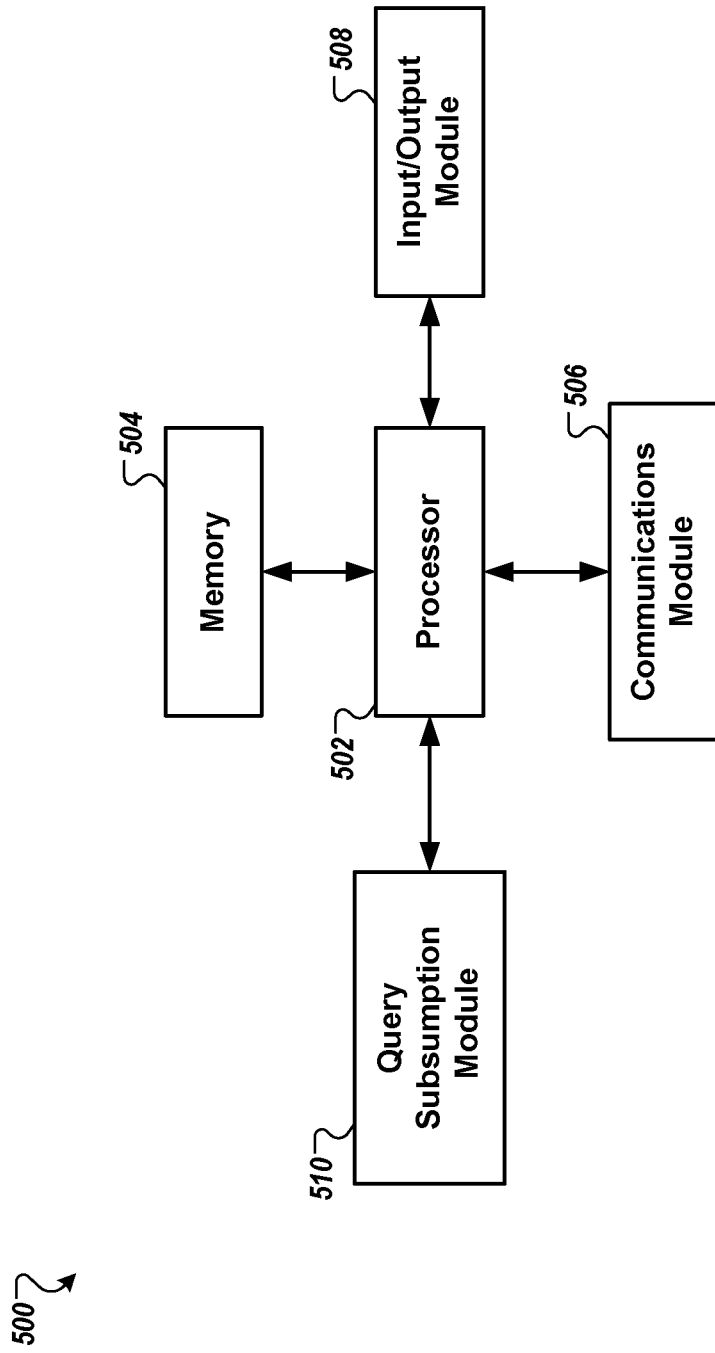 500
504
Memory
510
Query
Subsumption
Module
502
Processor
508
Input/Output
Module
506
Communications
Module